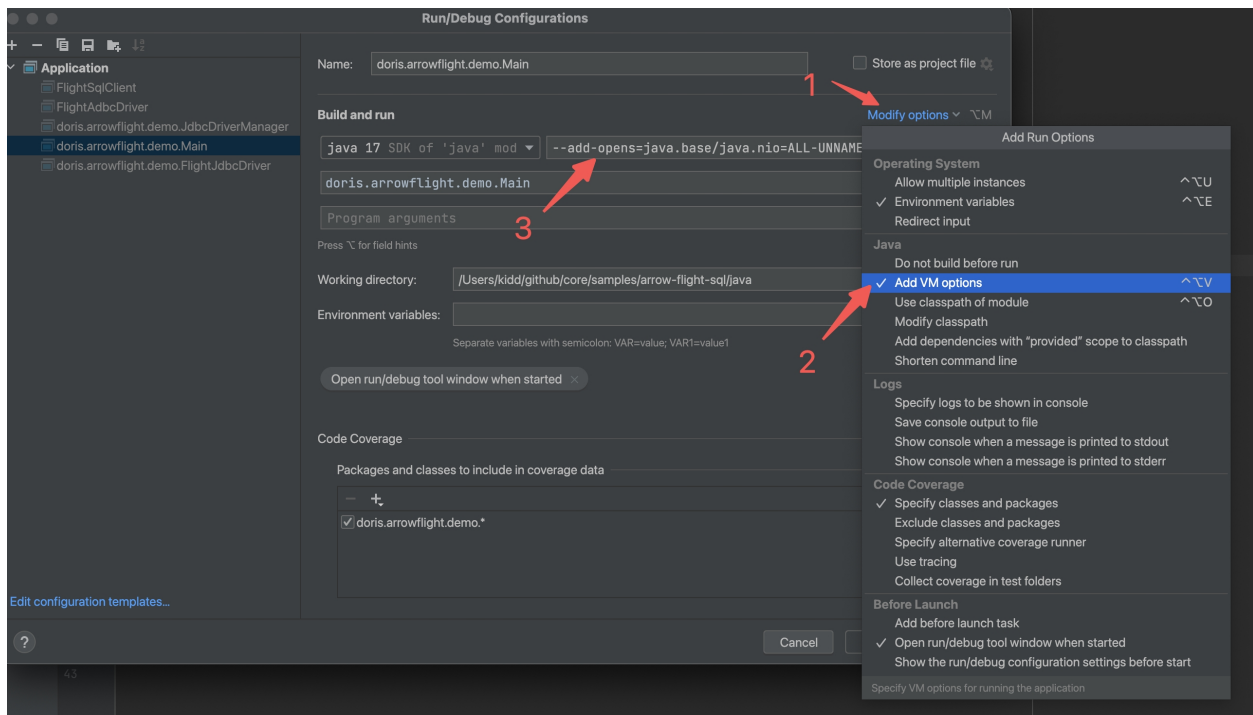 Run/Debug Configurations
Application
FlightSqlClient
FlightAdbcDriver
doris.arrowflight.demo.JdbcDriverManager
doris.arrowflight.demo.Main
doris.arrowflight.demo.FlightJdbcDriver
Edit configuration templates...
?
Name: doris.arrowflight.demo.Main
Store as project file
1
Build and run
Modify options ⌥M
java 17 SDK of 'java' mod
--add-opens=java.base/java.nio=ALL-UNNAME
doris.arrowflight.demo.Main
Program arguments
3
Press ⌥ for field hints
Working directory: /Users/kidd/github/core/samples/arrow-flight-sql/java
Environment variables:
Separate variables with semicolon: VAR=value; VAR1=value1
2
Open run/debug tool window when started ×
Code Coverage
Packages and classes to include in coverage data
doris.arrowflight.demo.*
Cancel
43
Add Run Options
Operating System
Allow multiple instances ^⌥U
Environment variables ^⌥E
Redirect input
Java
Do not build before run
Add VM options ^⌥V
Use classpath of module ^⌥O
Modify classpath
Add dependencies with “provided” scope to classpath
Shorten command line
Logs
Specify logs to be shown in console
Save console output to file
Show console when a message is printed to stdout
Show console when a message is printed to stderr
Code Coverage
Specify classes and packages
Exclude classes and packages
Specify alternative coverage runner
Use tracing
Collect coverage in test folders
Before Launch
Add before launch task
Open run/debug tool window when started
Show the run/debug configuration settings before start
Specify VM options for running the application